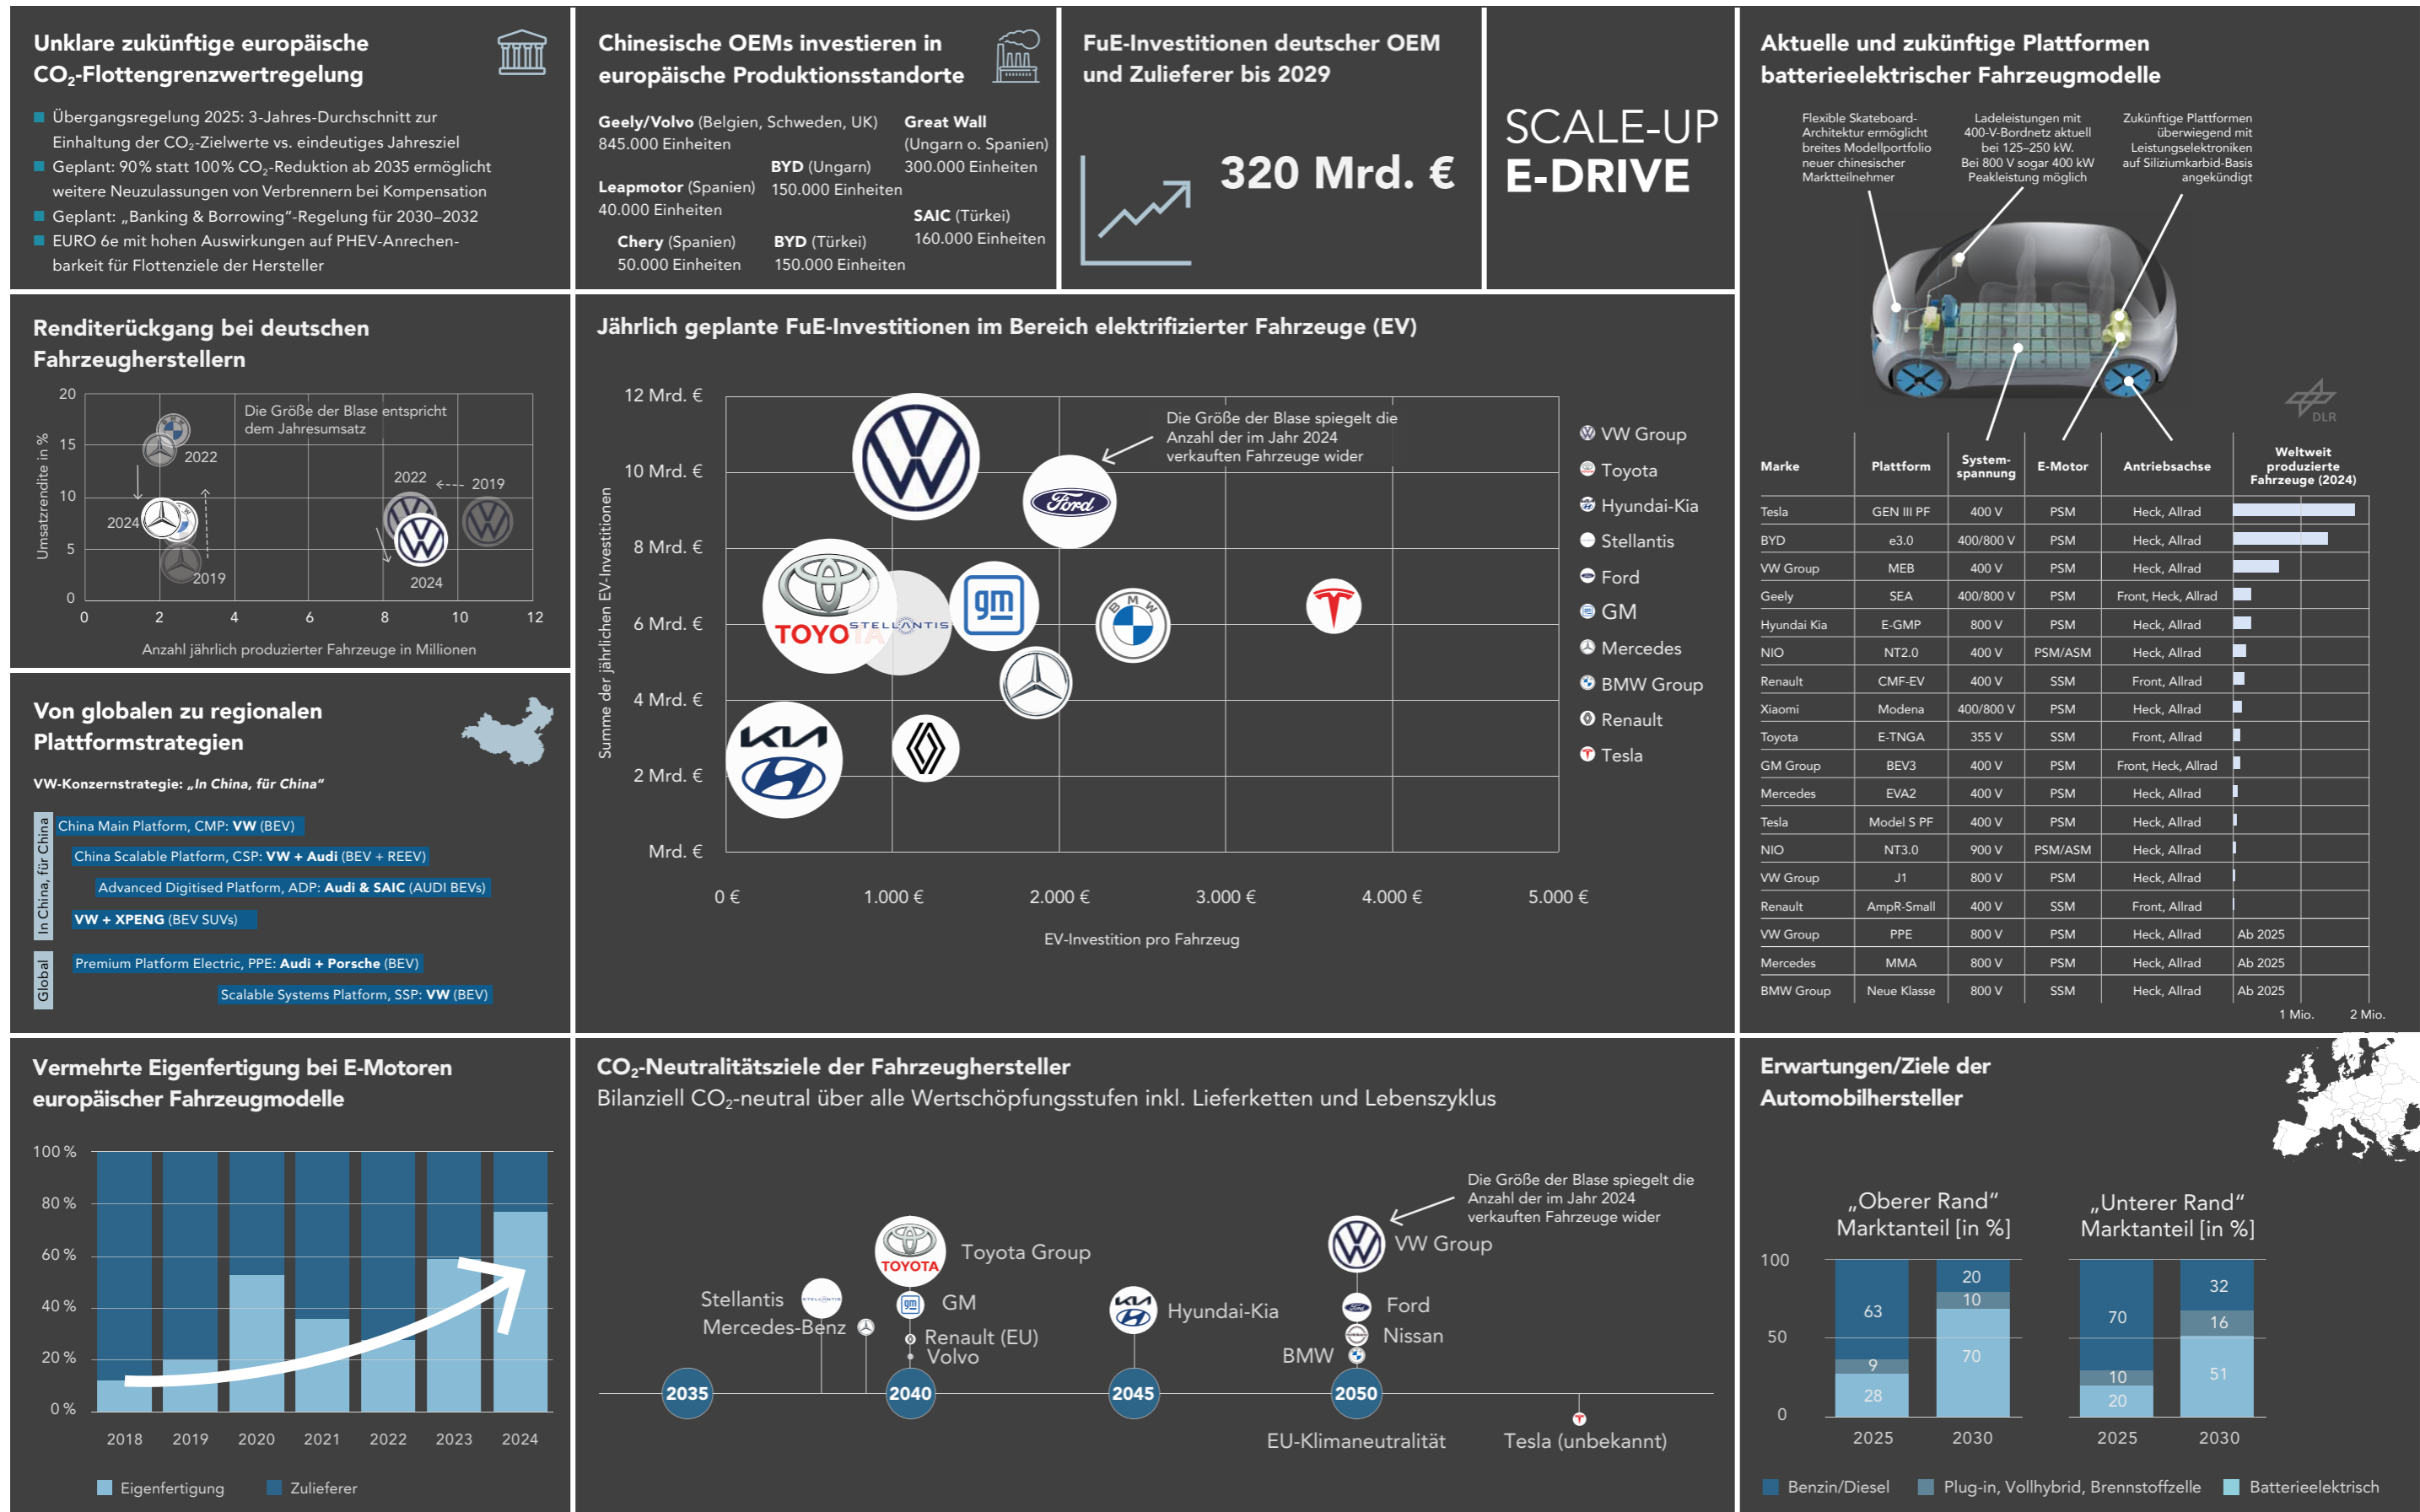 Unklare zukünftige europäische
CO₂-Flottengrenzwertregelung
Übergangsregelung 2025: 3-Jahres-Durchschnitt zur
Einhaltung der CO₂-Zielwerte vs. eindeutiges Jahresziel
Geplant: 90 % statt 100 % CO₂-Reduktion ab 2035 ermöglicht
weitere Neuzulassungen von Verbrennern bei Kompensation
Geplant: „Banking & Borrowing“-Regelung für 2030–2032
EURO 6e mit hohen Auswirkungen auf PHEV-Anrechen-
barkeit für Flottenziele der Hersteller
Chinesische OEMs investieren in
europäische Produktionsstandorte
Geely/Volvo (Belgien, Schweden, UK)
845.000 Einheiten
Great Wall
(Ungarn o. Spanien)
300.000 Einheiten
BYD (Ungarn)
150.000 Einheiten
Leapmotor (Spanien)
40.000 Einheiten
SAIC (Türkei)
160.000 Einheiten
Chery (Spanien)
50.000 Einheiten
BYD (Türkei)
150.000 Einheiten
FuE-Investitionen deutscher OEM
und Zulieferer bis 2029
320 Mrd. €
SCALE-UP
E-DRIVE
Aktuelle und zukünftige Plattformen
batterieelektrischer Fahrzeugmodelle
Flexible Skateboard-
Architektur ermöglicht
breites Modellportfolio
neuer chinesischer
Marktteilnehmer
Ladeleistungen mit
400-V-Bordnetz aktuell
bei 125–250 kW.
Bei 800 V sogar 400 kW
Peakleistung möglich
Zukünftige Plattformen
überwiegend mit
Leistungselektroniken
auf Siliziumkarbid-Basis
angekündigt
DLR
Marke Plattform System-spannung E-Motor Antriebsachse Weltweit produzierte Fahrzeuge (2024)
Tesla GEN III PF 400 V PSM Heck, Allrad
BYD e3.0 400/800 V PSM Heck, Allrad
VW Group MEB 400 V PSM Heck, Allrad
Geely SEA 400/800 V PSM Front, Heck, Allrad
Hyundai Kia E-GMP 800 V PSM Heck, Allrad
NIO NT2.0 400 V PSM/ASM Heck, Allrad
Renault CMF-EV 400 V SSM Front, Allrad
Xiaomi Modena 400/800 V PSM Heck, Allrad
Toyota E-TNGA 355 V SSM Front, Allrad
GM Group BEV3 400 V PSM Front, Heck, Allrad
Mercedes EVA2 400 V PSM Heck, Allrad
Tesla Model S PF 400 V PSM Heck, Allrad
NIO NT3.0 900 V PSM/ASM Heck, Allrad
VW Group J1 800 V PSM Heck, Allrad
Renault AmpR-Small 400 V SSM Front, Allrad
VW Group PPE 800 V PSM Heck, Allrad Ab 2025
Mercedes MMA 800 V PSM Heck, Allrad Ab 2025
BMW Group Neue Klasse 800 V SSM Heck, Allrad Ab 2025
1 Mio. 2 Mio.
Renditerückgang bei deutschen
Fahrzeugherstellern
Umsatzrendite in %
20
15
10
5
0
Die Größe der Blase entspricht
dem Jahresumsatz
2022
2022
2019
2024
2019
2024
0 2 4 6 8 10 12
Anzahl jährlich produzierter Fahrzeuge in Millionen
Von globalen zu regionalen
Plattformstrategien
VW-Konzernstrategie: „In China, für China“
In China, für China
China Main Platform, CMP: VW (BEV)
China Scalable Platform, CSP: VW + Audi (BEV + REEV)
Advanced Digitised Platform, ADP: Audi & SAIC (AUDI BEVs)
VW + XPENG (BEV SUVs)
Global
Premium Platform Electric, PPE: Audi + Porsche (BEV)
Scalable Systems Platform, SSP: VW (BEV)
Jährlich geplante FuE-Investitionen im Bereich elektrifizierter Fahrzeuge (EV)
Summe der jährlichen EV-Investitionen
12 Mrd. €
10 Mrd. €
8 Mrd. €
6 Mrd. €
4 Mrd. €
2 Mrd. €
Mrd. €
Die Größe der Blase spiegelt die
Anzahl der im Jahr 2024
verkauften Fahrzeuge wider
Ford
TOYOTA
STELLANTIS
gm
BMW
KIA
0 € 1.000 € 2.000 € 3.000 € 4.000 € 5.000 €
EV-Investition pro Fahrzeug
VW Group
Toyota
Hyundai-Kia
Stellantis
Ford
GM
Mercedes
BMW Group
Renault
Tesla
Vermehrte Eigenfertigung bei E-Motoren
europäischer Fahrzeugmodelle
100 %
80 %
60 %
40 %
20 %
0 %
2018 2019 2020 2021 2022 2023 2024
Eigenfertigung Zulieferer
CO₂-Neutralitätsziele der Fahrzeughersteller
Bilanziell CO₂-neutral über alle Wertschöpfungsstufen inkl. Lieferketten und Lebenszyklus
Die Größe der Blase spiegelt die
Anzahl der im Jahr 2024
verkauften Fahrzeuge wider
Stellantis
STELLANTIS
Mercedes-Benz
TOYOTA
Toyota Group
gm
GM
Renault (EU)
Volvo
KIA
Hyundai-Kia
VW Group
Ford
Nissan
BMW
2035 2040 2045 2050
EU-Klimaneutralität
Tesla (unbekannt)
Erwartungen/Ziele der
Automobilhersteller
„Oberer Rand“
Marktanteil [in %]
„Unterer Rand“
Marktanteil [in %]
100
50
0
63
9
28
20
10
70
70
10
20
32
16
51
2025 2030 2025 2030
Benzin/Diesel Plug-in, Vollhybrid, Brennstoffzelle Batterieelektrisch